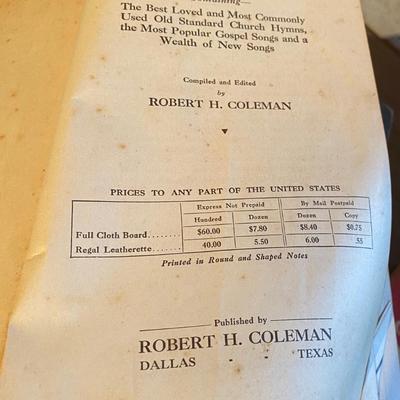 The Best Loved and Most Commonly
Used Old Standard Church Hymns,
the Most Popular Gospel Songs and a
Wealth of New Songs
Compiled and Edited
by
ROBERT H. COLEMAN
PRICES TO ANY PART OF THE UNITED STATES
Express Not Prepaid By Mail Postpaid
Hundred Dozen Dozen Copy
Full Cloth Board........ $60.00 $7.80 $8.40 $0.75
Regal Leatherette....... 40.00 5.50 6.00 .55
Printed in Round and Shaped Notes
Published by
ROBERT H. COLEMAN
DALLAS - - TEXAS